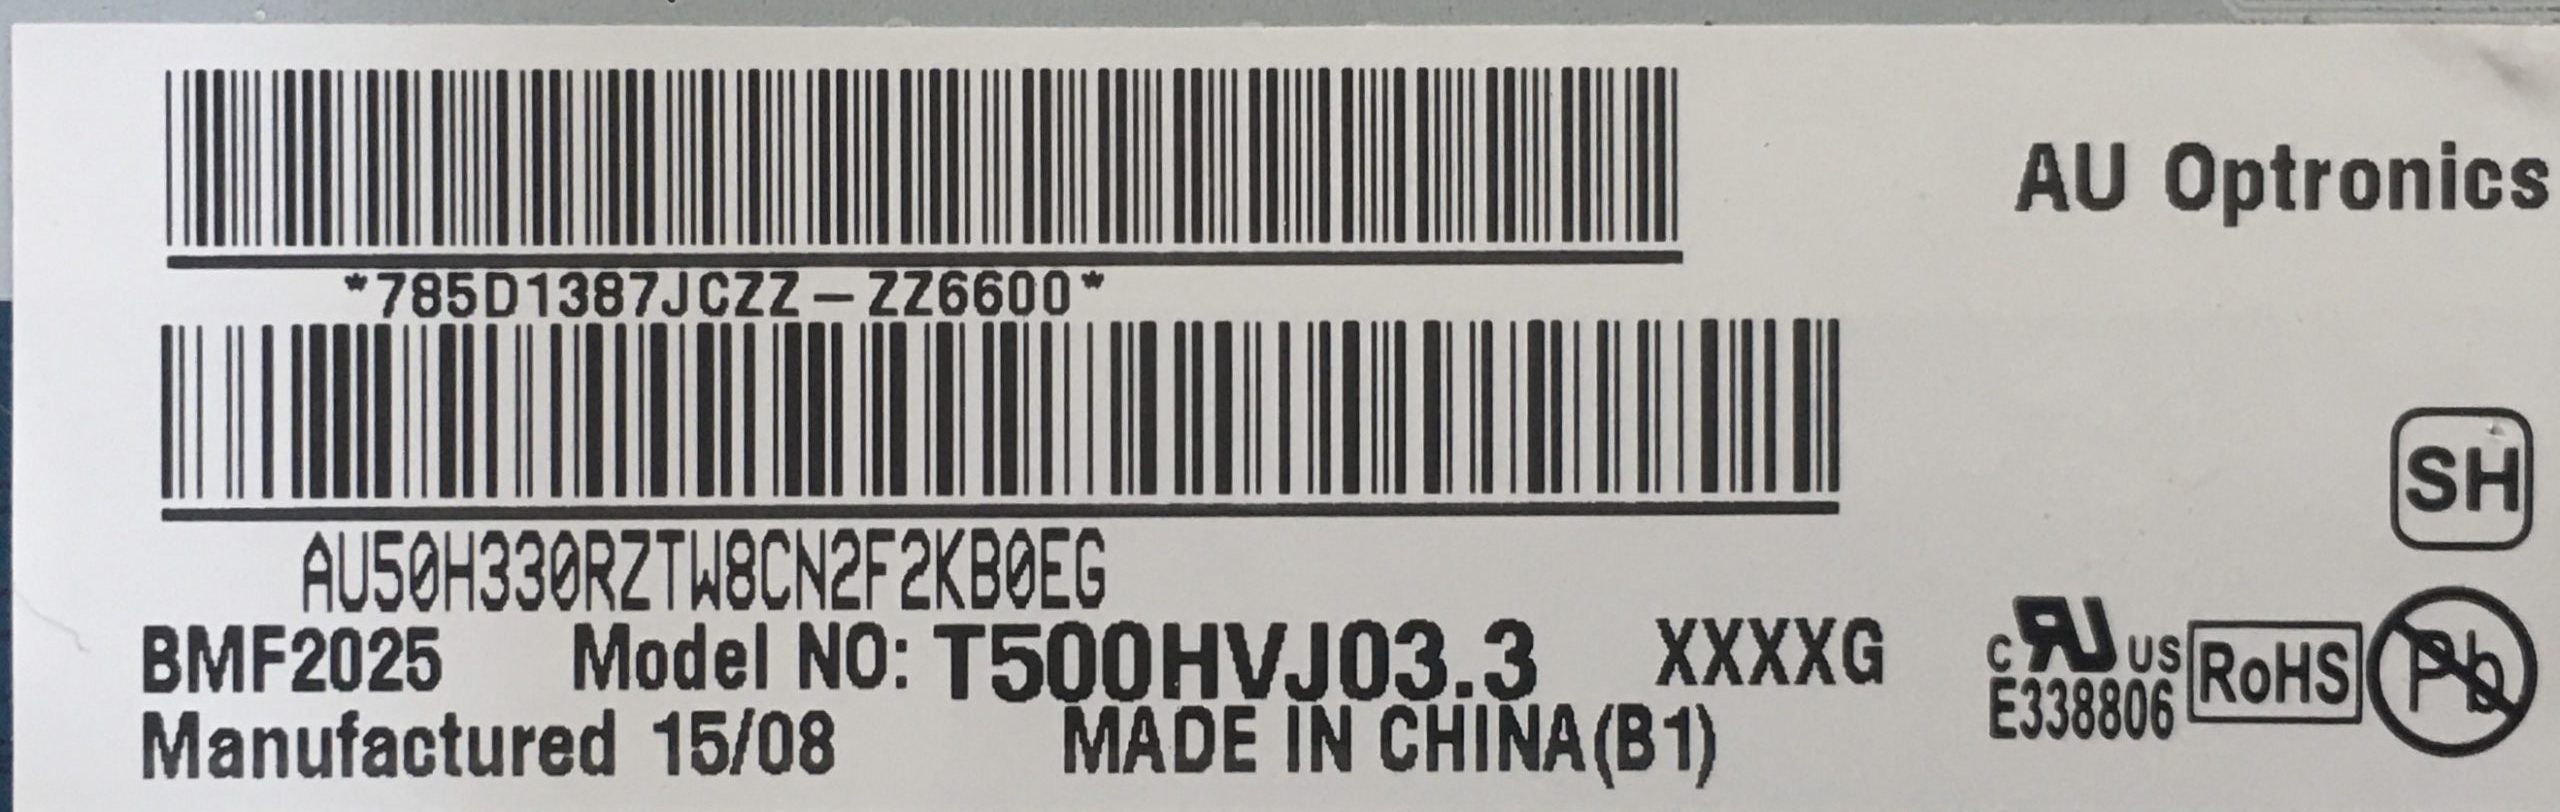 AU Optronics
*785D1387JCZZ-ZZ6600*
AU50H330RZTW8CN2F2KB0EG
SH
BMF2025 Model NO: T500HVJ03.3 XXXXG
Manufactured 15/08 MADE IN CHINA(B1)
C RU US
E338806
RoHS
Pb